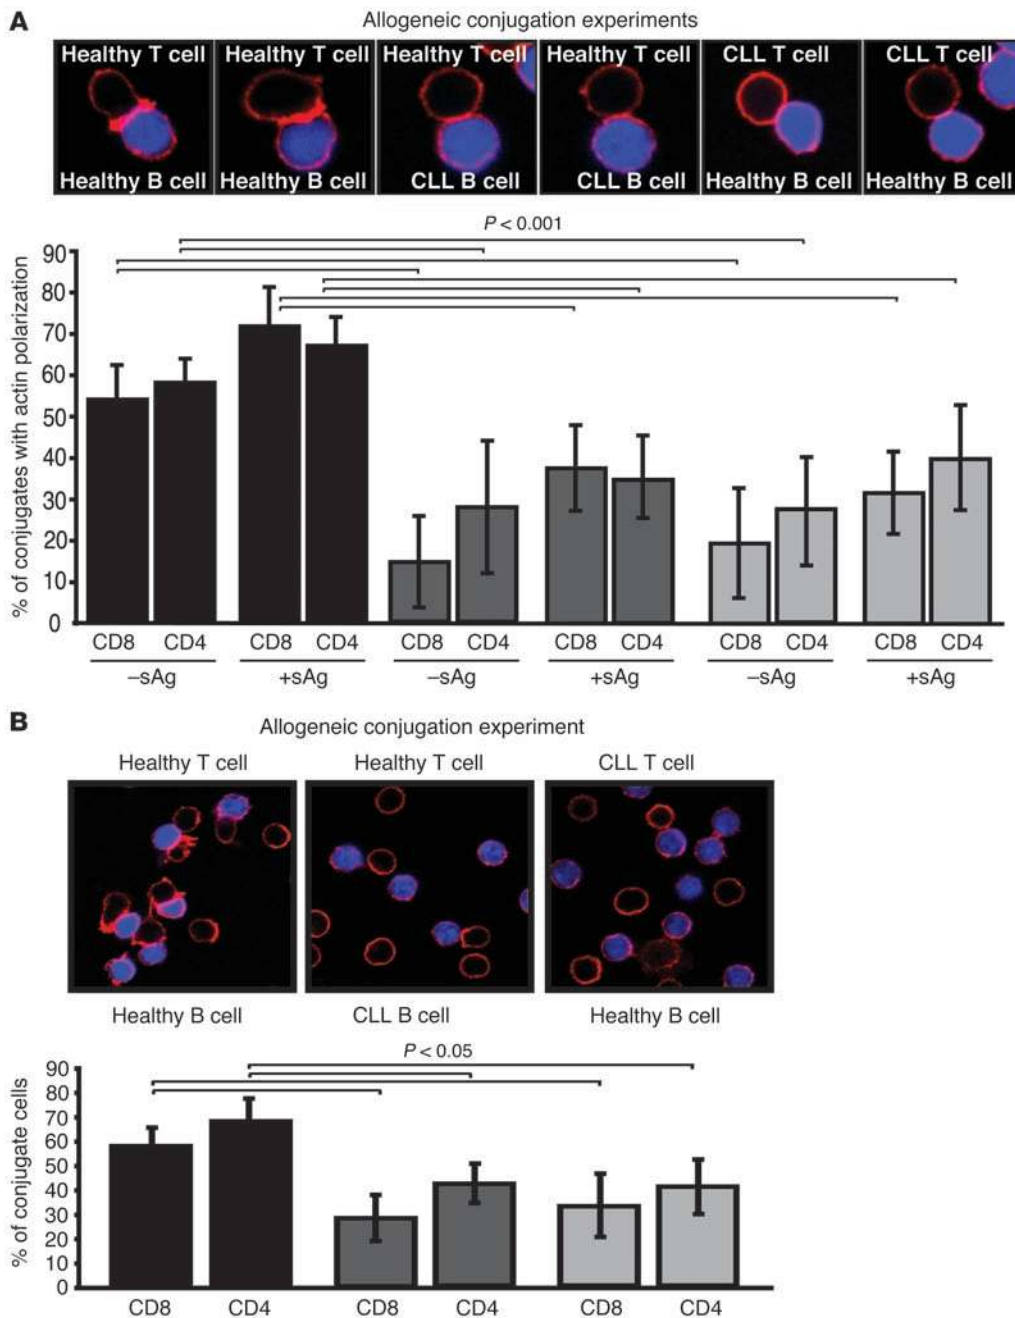 A
Allogeneic conjugation experiments
Healthy T cell Healthy T cell Healthy T cell Healthy T cell CLL T cell CLL T cell
Healthy B cell Healthy B cell CLL B cell CLL B cell Healthy B cell Healthy B cell
P < 0.001
% of conjugates with actin polarization
90
80
70
60
50
40
30
20
10
0
CD8 CD4 CD8 CD4 CD8 CD4 CD8 CD4 CD8 CD4 CD8 CD4
–sAg +sAg –sAg +sAg –sAg +sAg
B
Allogeneic conjugation experiment
Healthy T cell Healthy T cell CLL T cell
Healthy B cell CLL B cell Healthy B cell
P < 0.05
% of conjugate cells
90
80
70
60
50
40
30
20
10
0
CD8 CD4 CD8 CD4 CD8 CD4